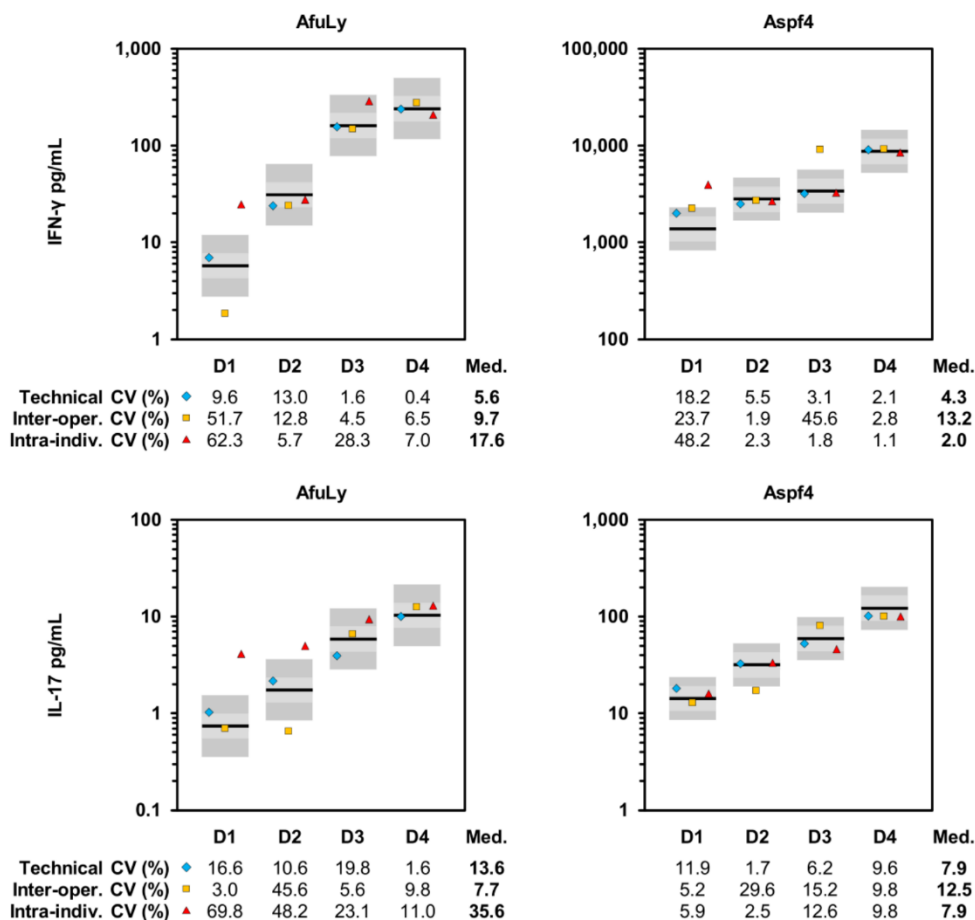 AfuLy
Aspf4
IFN-γ pg/mL
1,000
100
10
1
100,000
10,000
1,000
100
D1 D2 D3 D4 Med.
D1 D2 D3 D4 Med.
Technical CV (%) 9.6 13.0 1.6 0.4 5.6
18.2 5.5 3.1 2.1 4.3
Inter-oper. CV (%) 51.7 12.8 4.5 6.5 9.7
23.7 1.9 45.6 2.8 13.2
Intra-indiv. CV (%) 62.3 5.7 28.3 7.0 17.6
48.2 2.3 1.8 1.1 2.0
AfuLy
Aspf4
IL-17 pg/mL
100
10
1
0.1
1,000
100
10
1
D1 D2 D3 D4 Med.
D1 D2 D3 D4 Med.
Technical CV (%) 16.6 10.6 19.8 1.6 13.6
11.9 1.7 6.2 9.6 7.9
Inter-oper. CV (%) 3.0 45.6 5.6 9.8 7.7
5.2 29.6 15.2 9.8 12.5
Intra-indiv. CV (%) 69.8 48.2 23.1 11.0 35.6
5.9 2.5 12.6 9.8 7.9